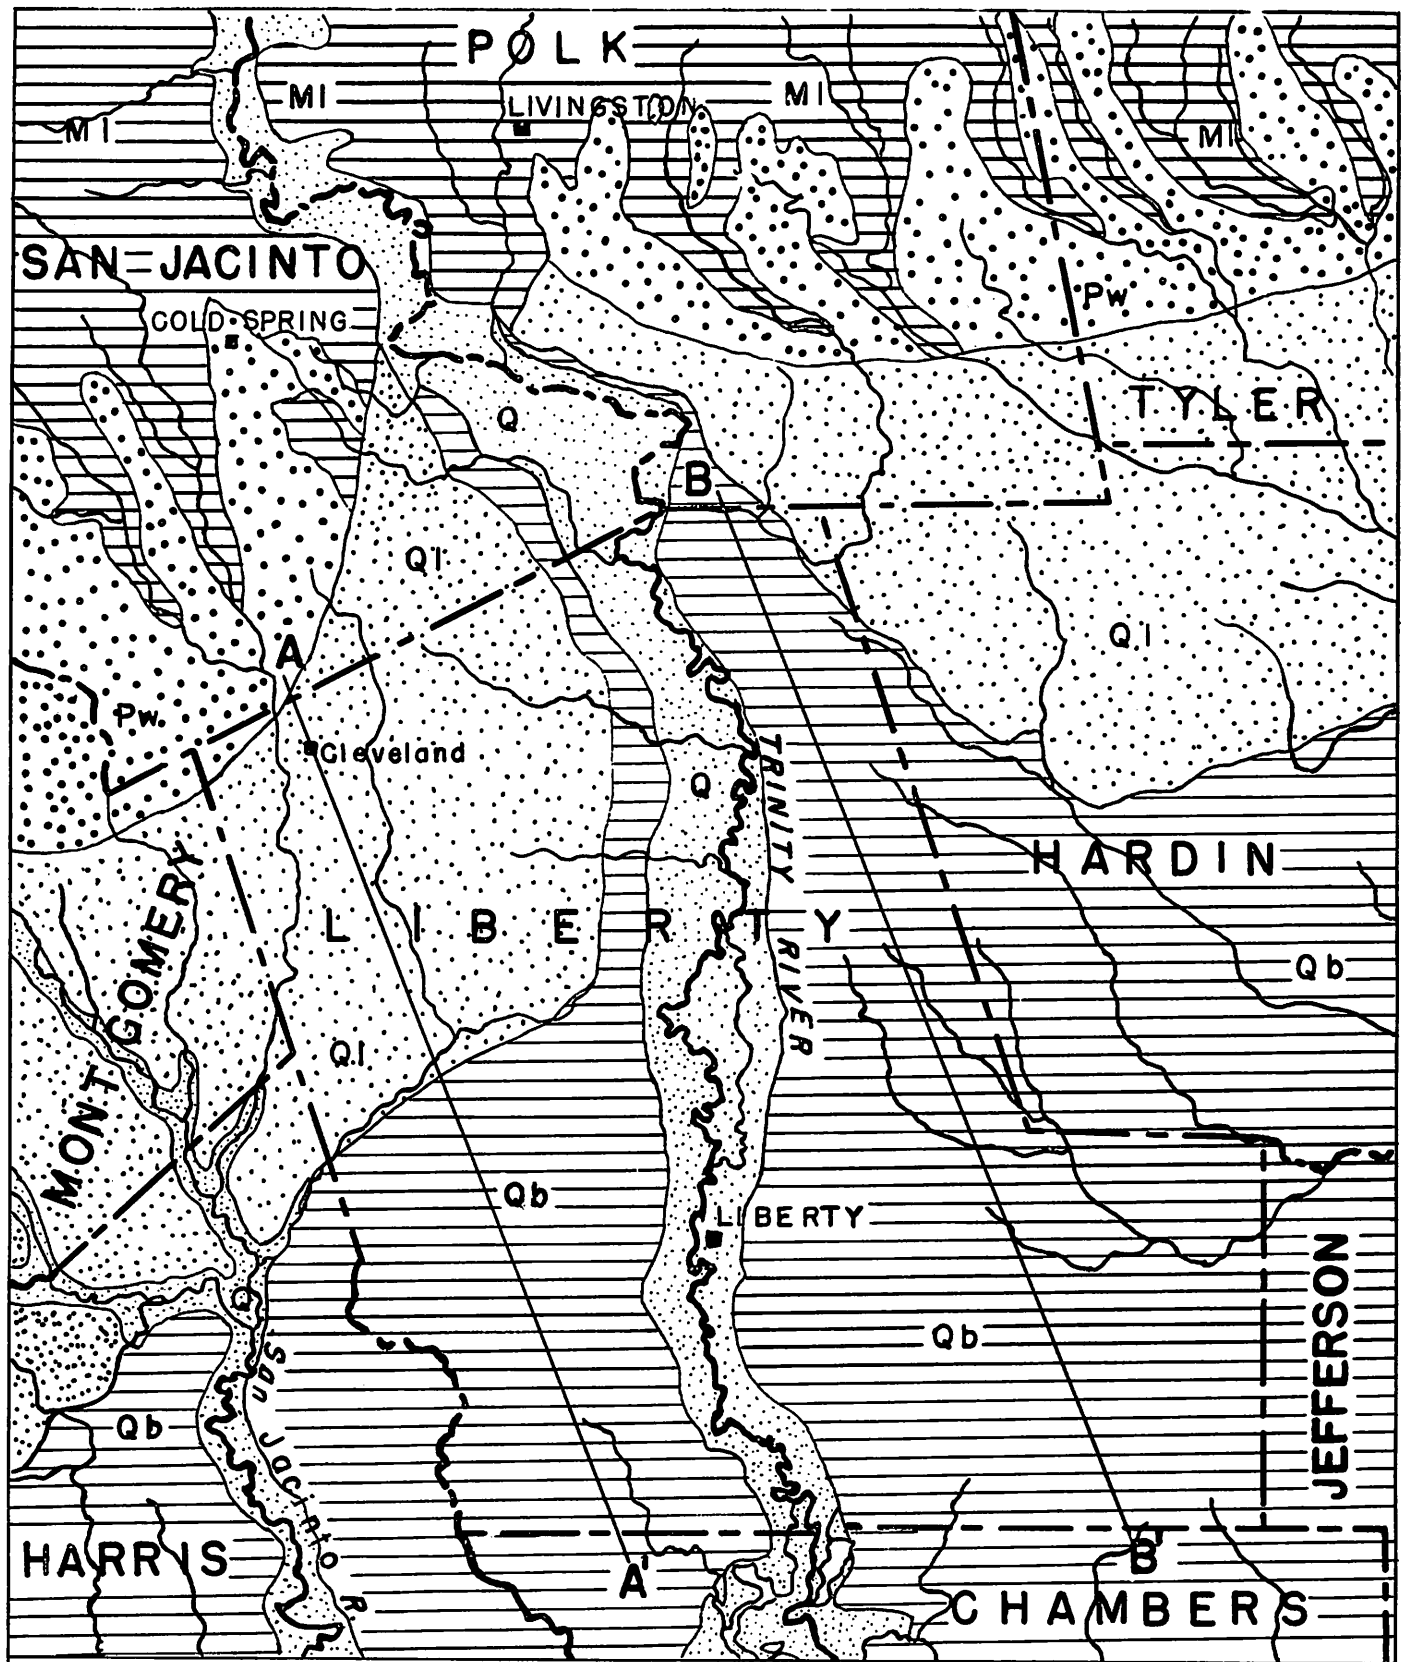 POLK
MI
LIVINGSTON
MI
MI
MI
SAN JACINTO
COLD SPRING
Pw
TYLER
Q
B
Ql
Ql
A
Pw
Cleveland
TRINITY RIVER
Q
HARDIN
LIBERTY
Qb
MONTGOMERY
Ql
Qb
LIBERTY
JEFFERSON
Q
Qb
San Jacinto R.
Qb
HARRIS
A'
B'
CHAMBERS